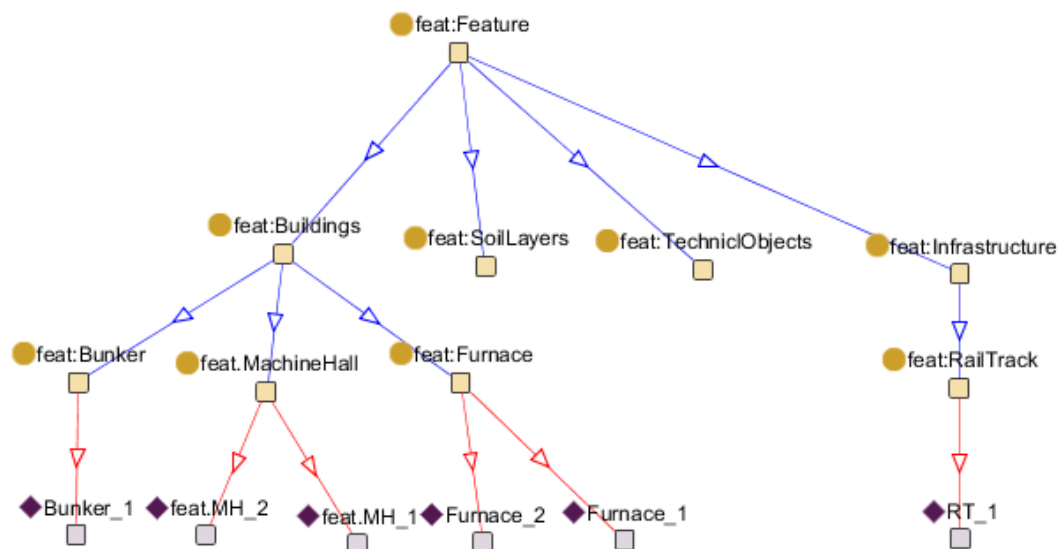 feat:Feature
feat:Buildings
feat:SoilLayers
feat:TechniclObjects
feat:Infrastructure
feat:Bunker
feat.MachineHall
feat:Furnace
feat:RailTrack
Bunker_1
feat.MH_2
feat.MH_1
Furnace_2
Furnace_1
RT_1